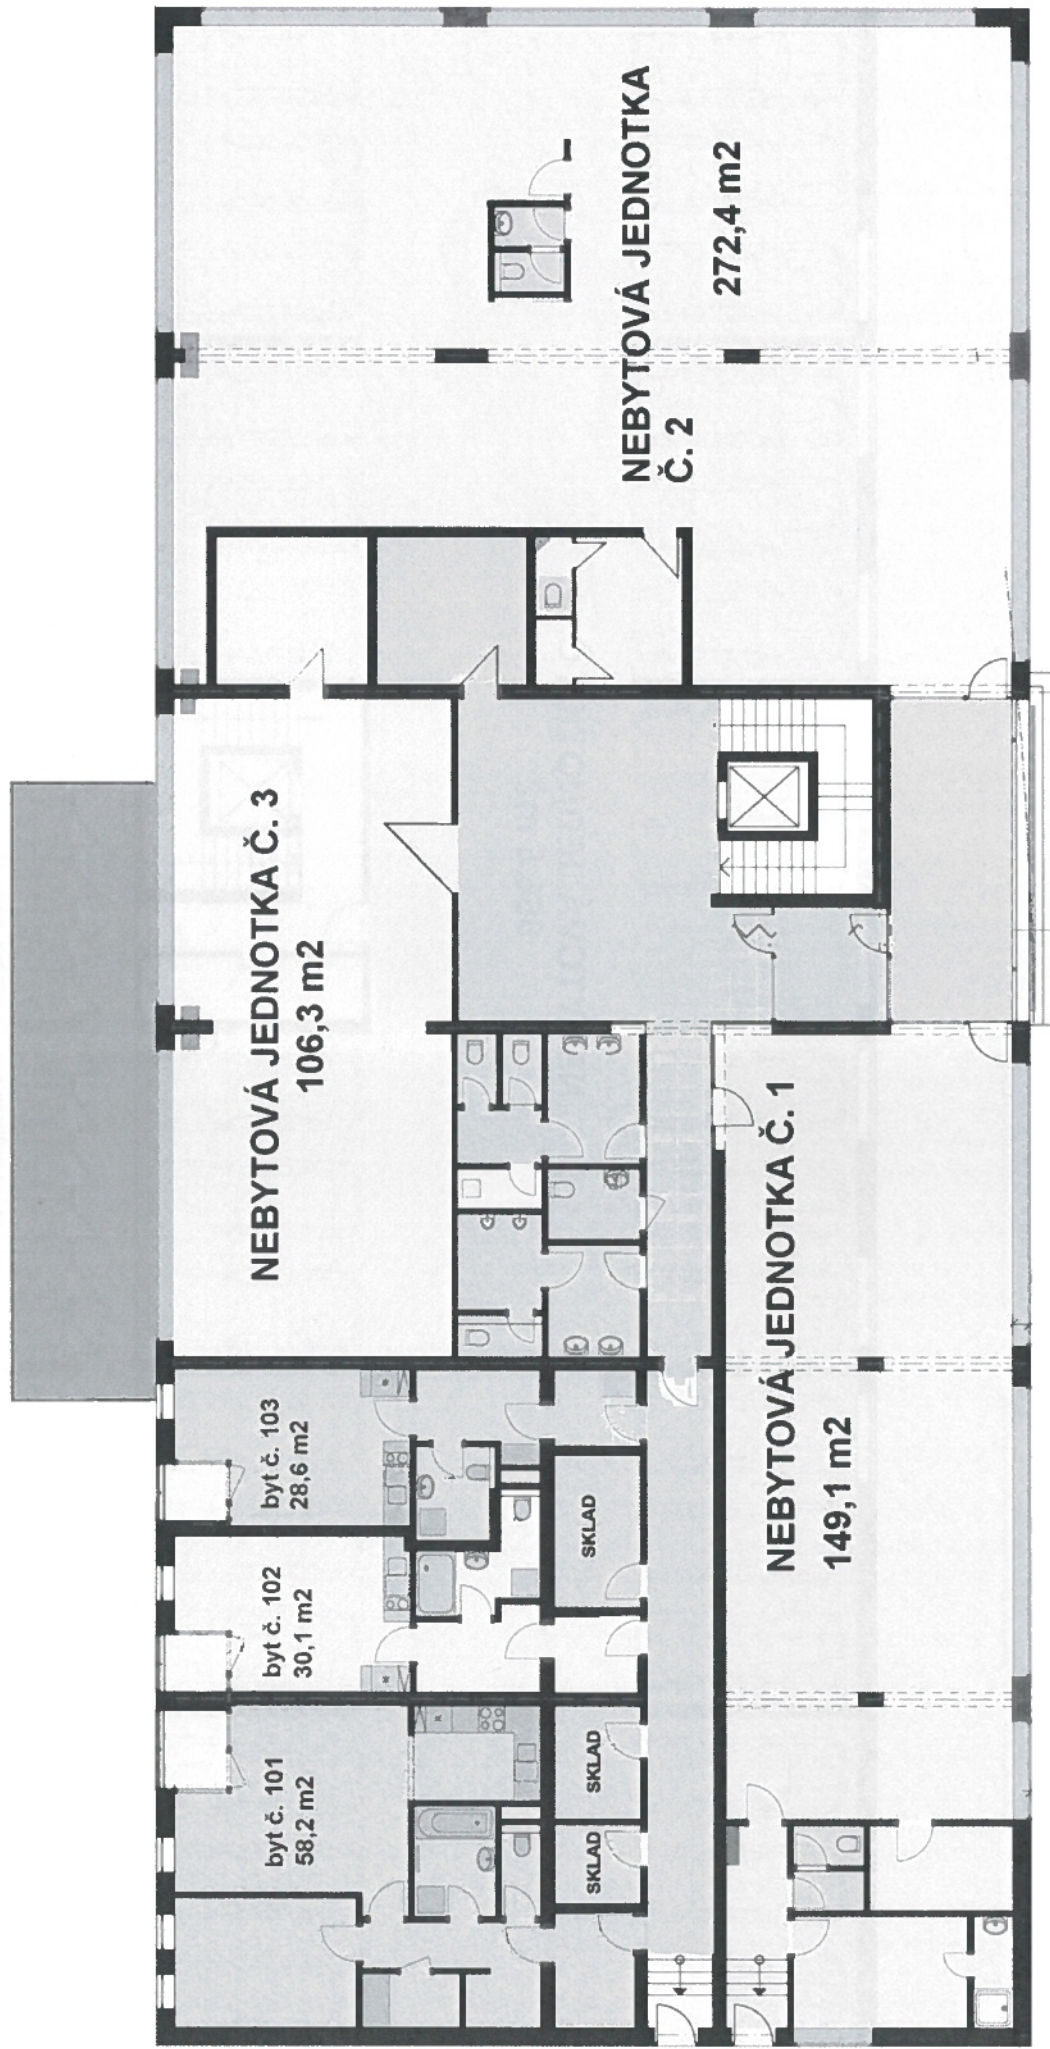 NEBYTOVÁ JEDNOTKA
Č. 2
272,4 m2
NEBYTOVÁ JEDNOTKA Č. 3
106,3 m2
NEBYTOVÁ JEDNOTKA Č. 1
149,1 m2
byt č. 103
28,6 m2
byt č. 102
30,1 m2
byt č. 101
58,2 m2
SKLAD
SKLAD
SKLAD